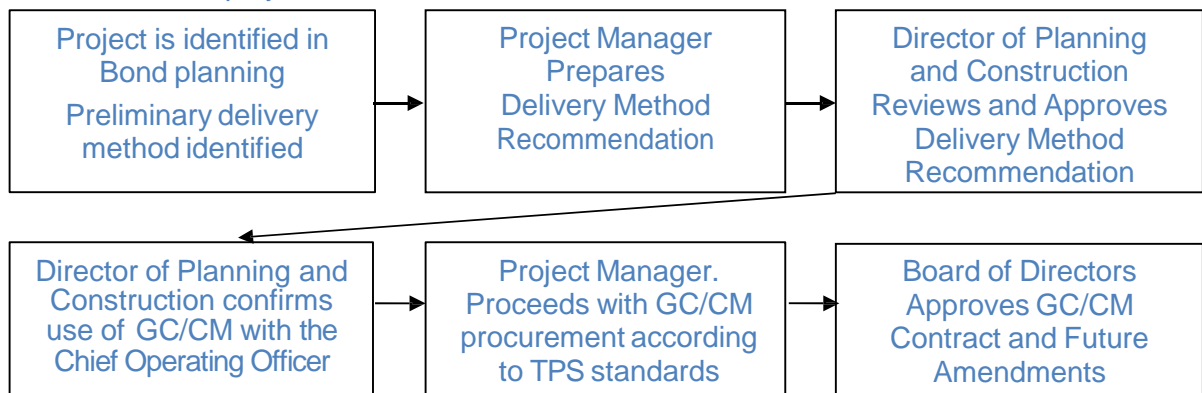 Project is identified in
Bond planning
Preliminary delivery
method identified
Project Manager
Prepares
Delivery Method
Recommendation
Director of Planning
and Construction
Reviews and Approves
Delivery Method
Recommendation
Director of Planning and
Construction confirms
use of GC/CM with the
Chief Operating Officer
Project Manager.
Proceeds with GC/CM
procurement according
to TPS standards
Board of Directors
Approves GC/CM
Contract and Future
Amendments